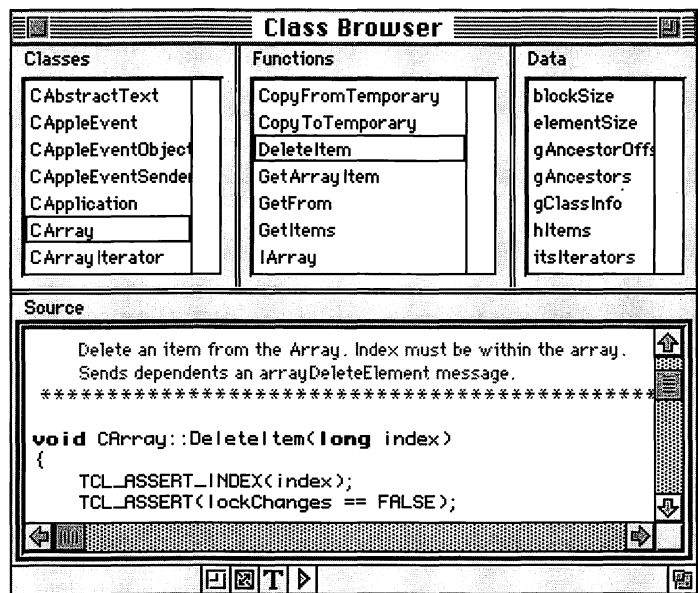 Class Browser
Classes
CAbstractText
CAppleEvent
CAppleEventObject
CAppleEventSender
CApplication
CArray
CArrayIterator
Functions
CopyFromTemporary
CopyToTemporary
DeleteItem
GetArrayItem
GetFrom
GetItems
IArray
Data
blockSize
elementSize
gAncestorOffs
gAncestors
gClassInfo
hItems
itsIterators
Source
Delete an item from the Array. Index must be within the array.
Sends dependents an arrayDeleteElement message.
**********************************************
void CArray::DeleteItem(long index)
{
TCL_ASSERT_INDEX(index);
TCL_ASSERT(lockChanges == FALSE);
T